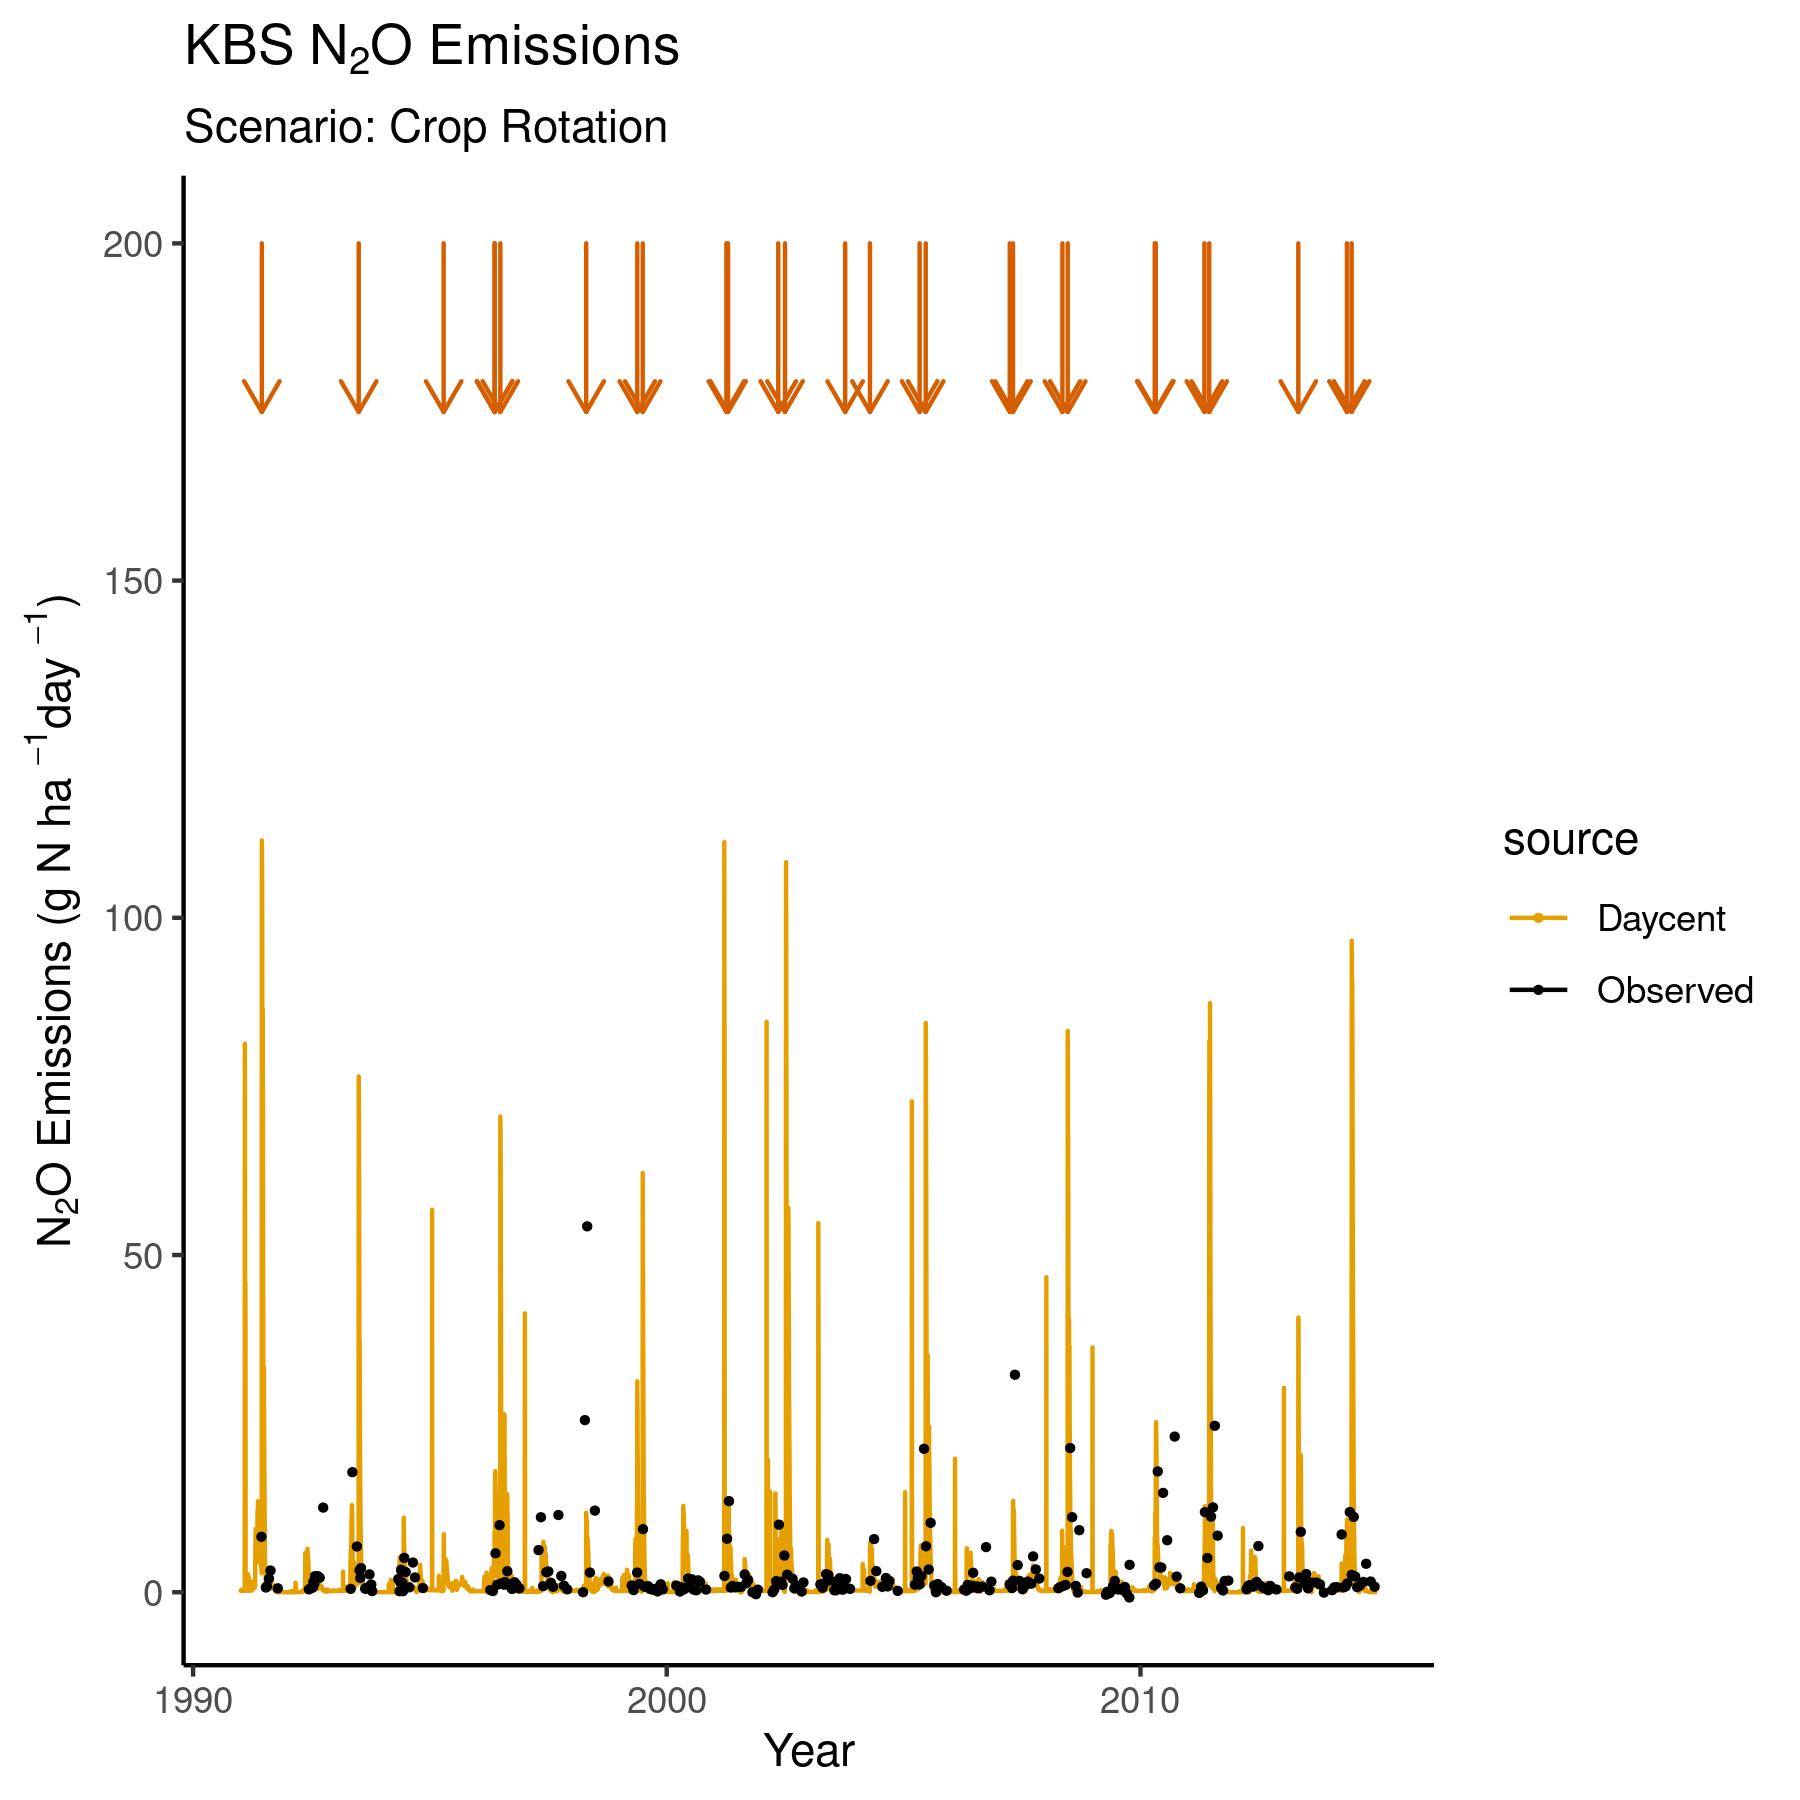 KBS N₂O Emissions
Scenario: Crop Rotation
200
150
100
50
0
N₂O Emissions (g N ha ⁻¹day ⁻¹)
1990
2000
2010
Year
source
Daycent
Observed